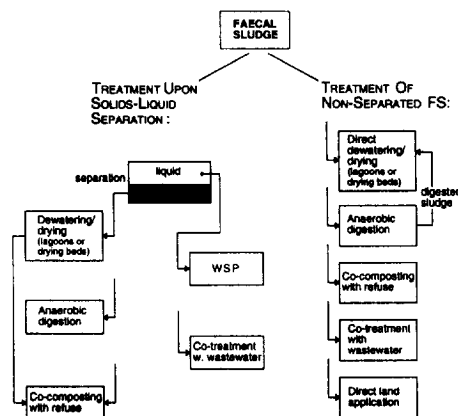 FAECAL
SLUDGE
TREATMENT UPON
SOLIDS-LIQUID
SEPARATION :
separation
liquid
Dewatering/
drying
(lagoons or
drying beds)
Anaerobic
digestion
Co-composting
with refuse
WSP
Co-treatment
w. wastewater
TREATMENT OF
NON-SEPARATED FS:
Direct
dewatering/
drying
(lagoons or
drying beds)
digested
sludge
Anaerobic
digestion
Co-composting
with refuse
Co-treatment
with
wastewater
Direct land
application